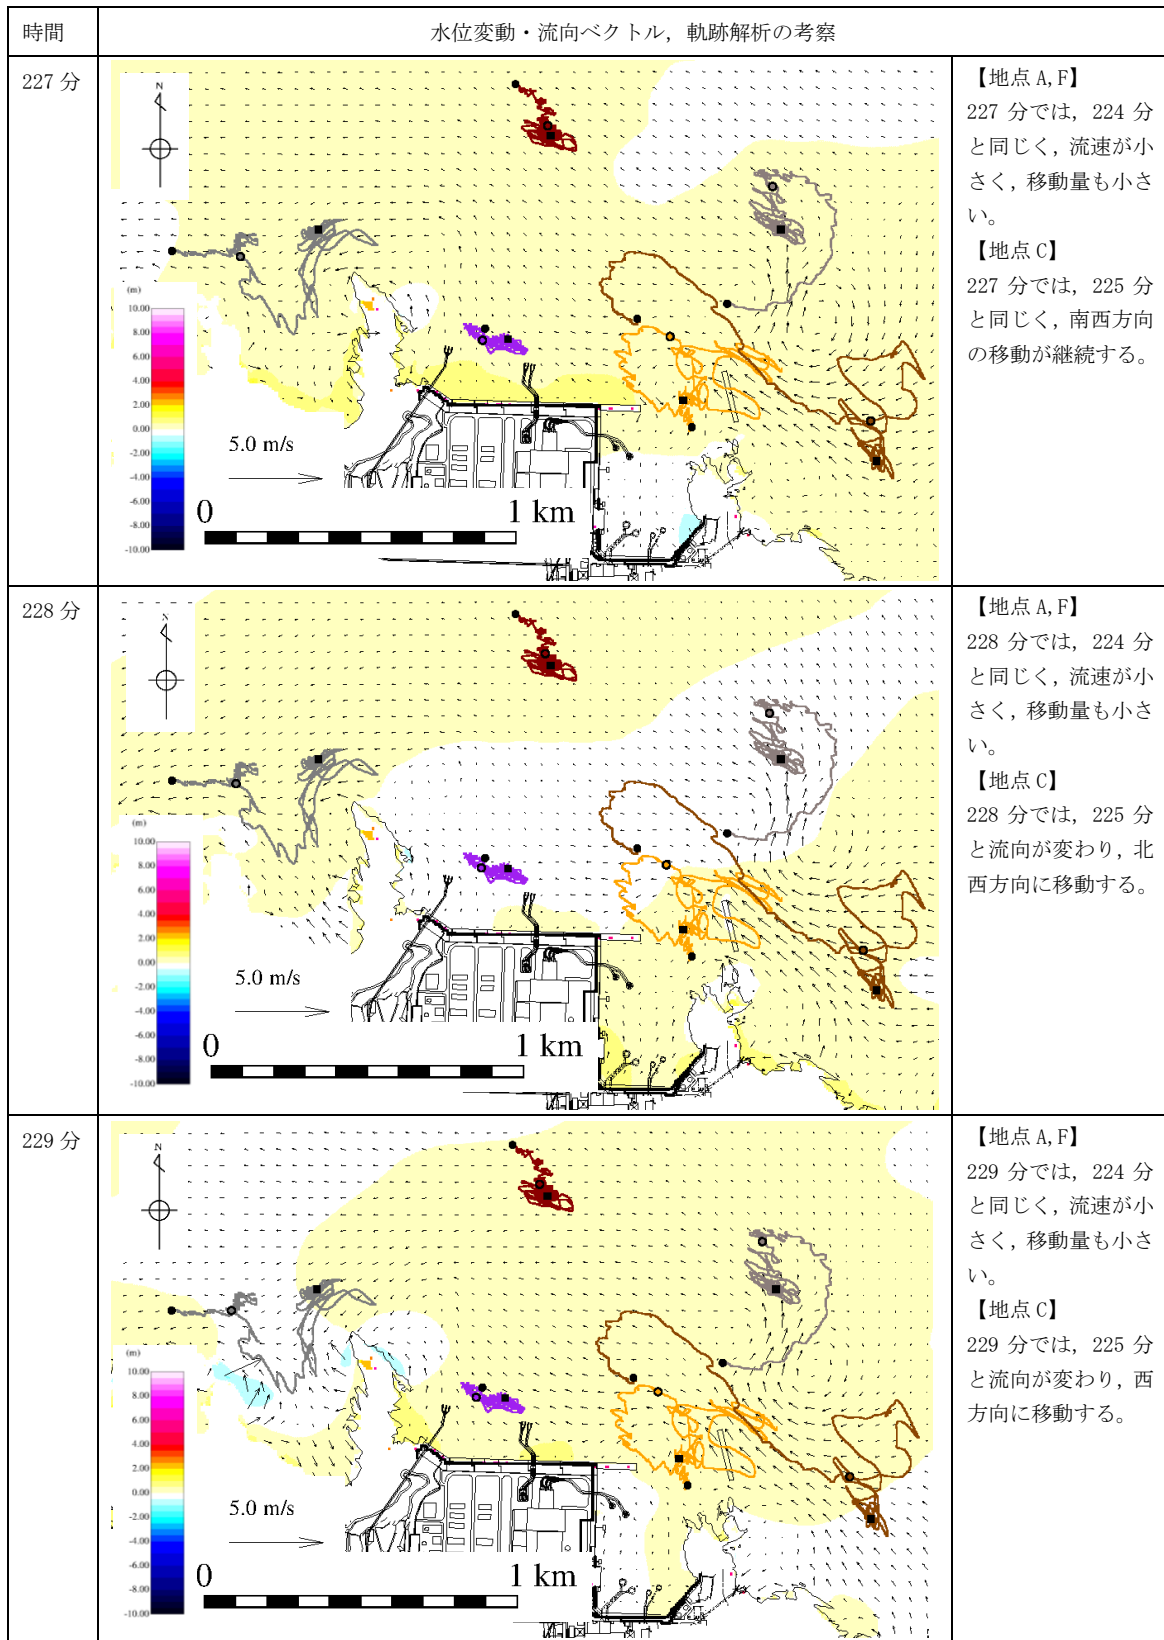 時間
水位変動・流向ベクトル，軌跡解析の考察
227 分
N
(m)
10.00
8.00
6.00
4.00
2.00
0.00
-2.00
-4.00
-6.00
-8.00
-10.00
5.0 m/s
0
1 km
【地点 A,F】
227 分では，224 分
と同じく，流速が小
さく，移動量も小さ
い。
【地点 C】
227 分では，225 分
と同じく，南西方向
の移動が継続する。
228 分
N
(m)
10.00
8.00
6.00
4.00
2.00
0.00
-2.00
-4.00
-6.00
-8.00
-10.00
5.0 m/s
0
1 km
【地点 A,F】
228 分では，224 分
と同じく，流速が小
さく，移動量も小さ
い。
【地点 C】
228 分では，225 分
と流向が変わり，北
西方向に移動する。
229 分
N
(m)
10.00
8.00
6.00
4.00
2.00
0.00
-2.00
-4.00
-6.00
-8.00
-10.00
5.0 m/s
0
1 km
【地点 A,F】
229 分では，224 分
と同じく，流速が小
さく，移動量も小さ
い。
【地点 C】
229 分では，225 分
と流向が変わり，西
方向に移動する。